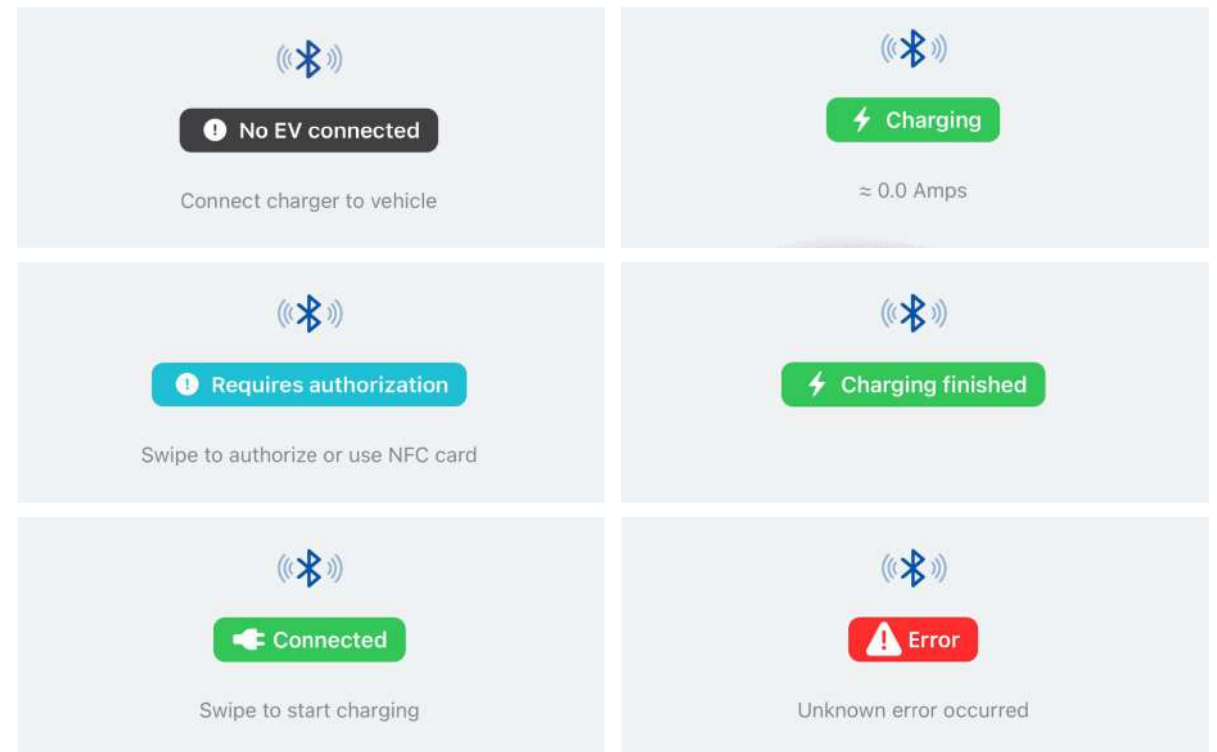 No EV connected
Connect charger to vehicle
Charging
≈ 0.0 Amps
Requires authorization
Swipe to authorize or use NFC card
Charging finished
Connected
Swipe to start charging
Error
Unknown error occurred